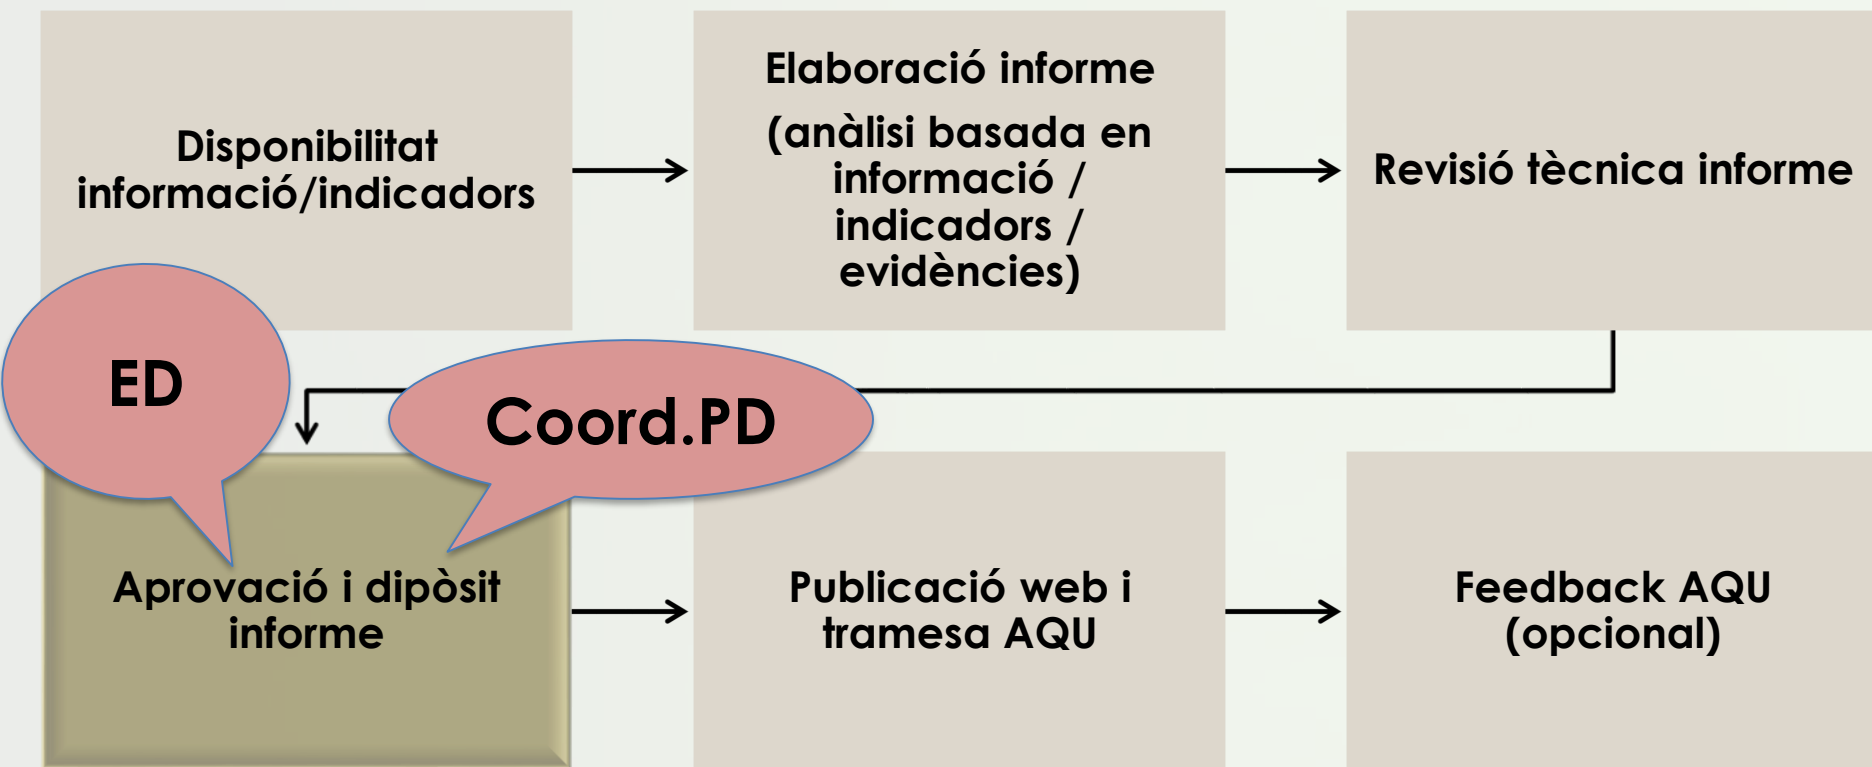 Disponibilitat
informació/indicadors
Elaboració informe
(anàlisi basada en
informació /
indicadors /
evidències)
Revisió tècnica informe
ED
Coord.PD
Aprovació i dipòsit
informe
Publicació web i
tramesa AQU
Feedback AQU
(opcional)